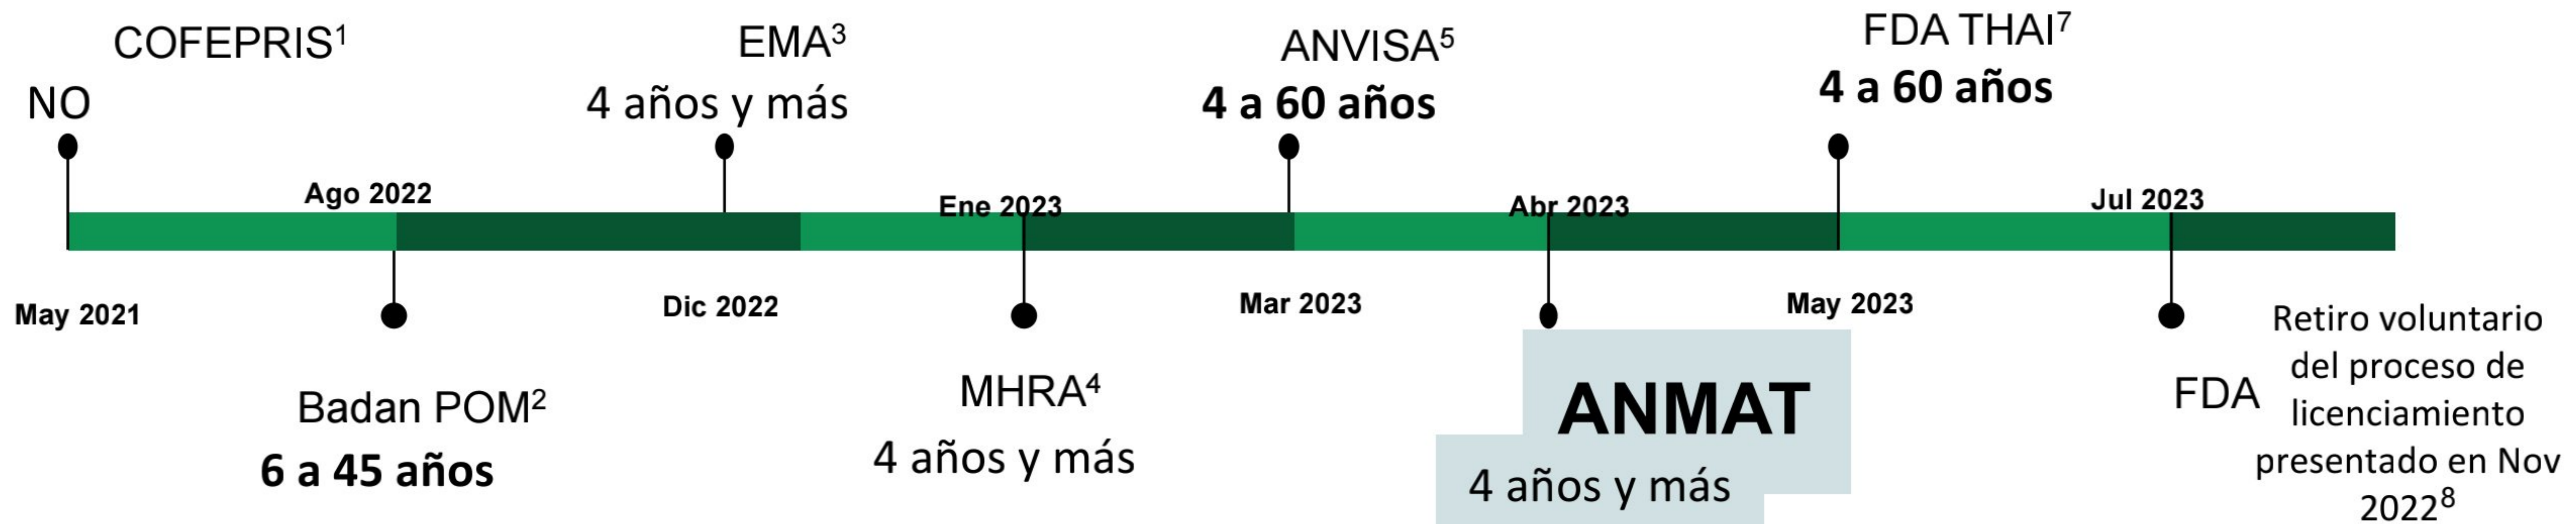 COFEPRIS¹
NO
May 2021
Ago 2022
Badan POM²
6 a 45 años
EMA³
4 años y más
Dic 2022
Ene 2023
MHRA⁴
4 años y más
ANVISA⁵
4 a 60 años
Mar 2023
Abr 2023
ANMAT
4 años y más
FDA THAI⁷
4 a 60 años
May 2023
Jul 2023
FDA
Retiro voluntario
del proceso de
licenciamiento
presentado en Nov
2022⁸